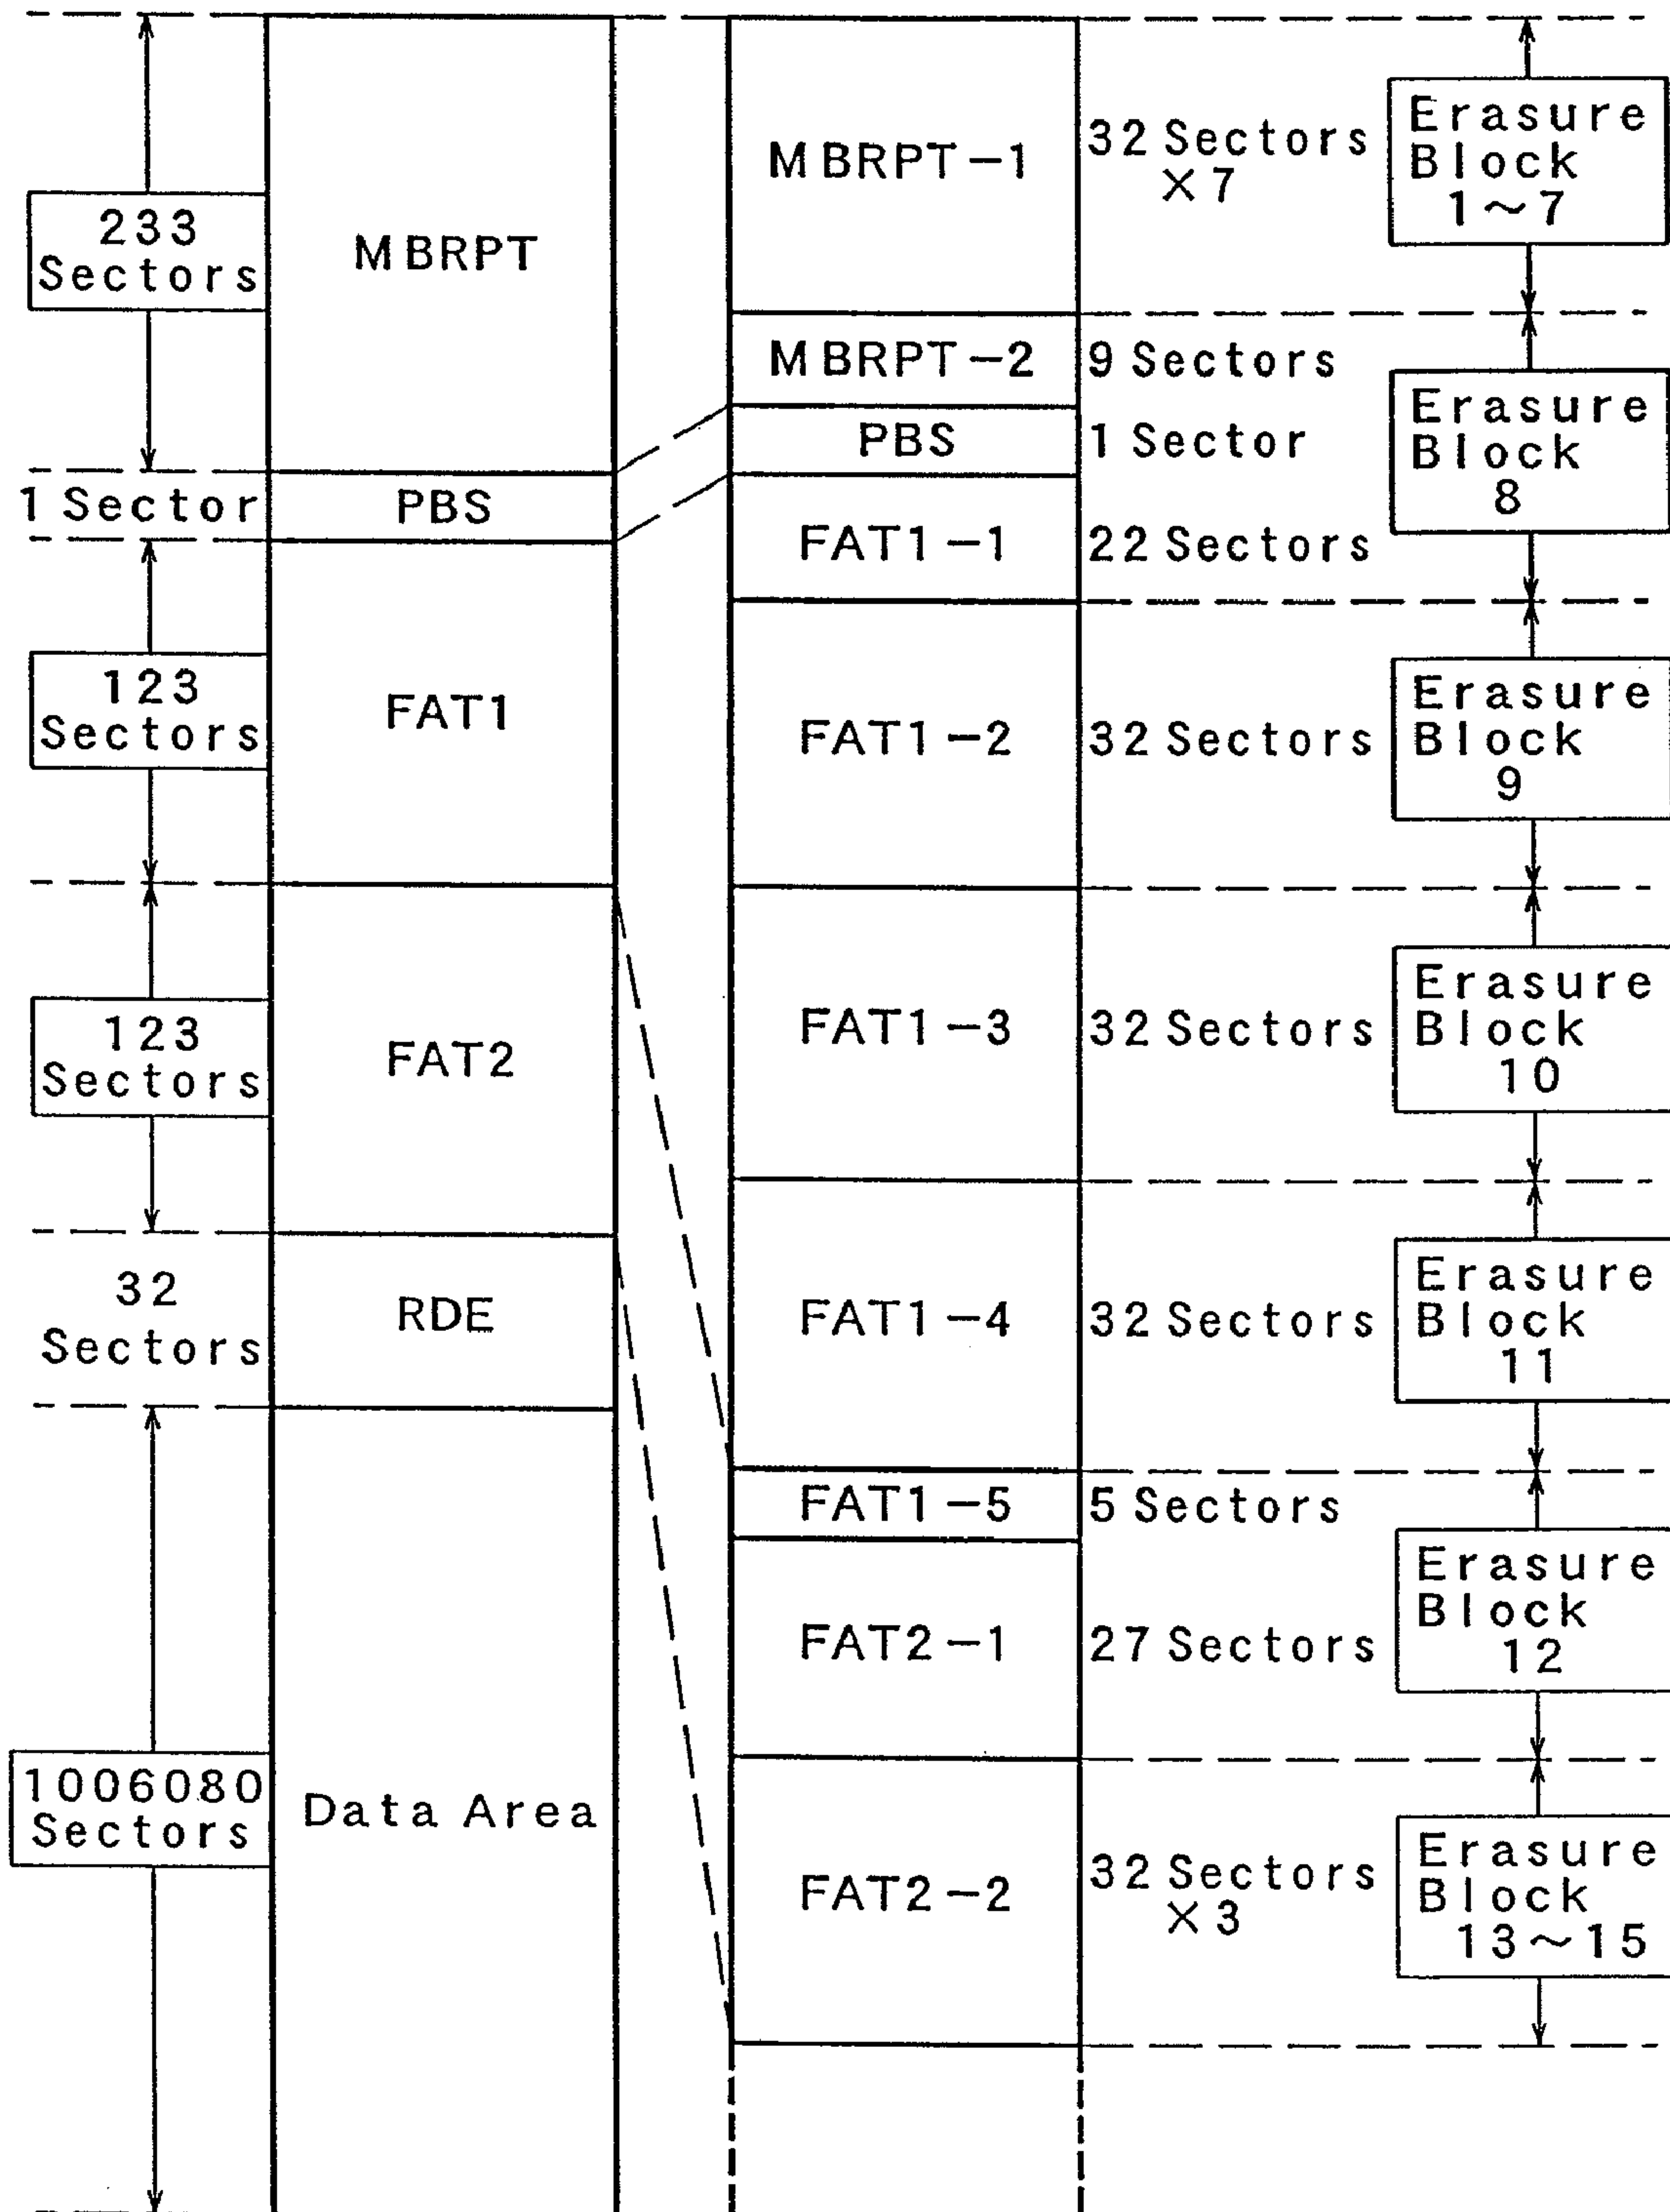 233
Sectors
MBRPT
1 Sector
PBS
123
Sectors
FAT1
123
Sectors
FAT2
32
Sectors
RDE
1006080
Sectors
Data Area
MBRPT-1
32 Sectors
×7
Erasure
Block
1~7
MBRPT-2
9 Sectors
PBS
1 Sector
Erasure
Block
8
FAT1-1
22 Sectors
FAT1-2
32 Sectors
Erasure
Block
9
FAT1-3
32 Sectors
Erasure
Block
10
FAT1-4
32 Sectors
Erasure
Block
11
FAT1-5
5 Sectors
Erasure
Block
12
FAT2-1
27 Sectors
FAT2-2
32 Sectors
×3
Erasure
Block
13~15